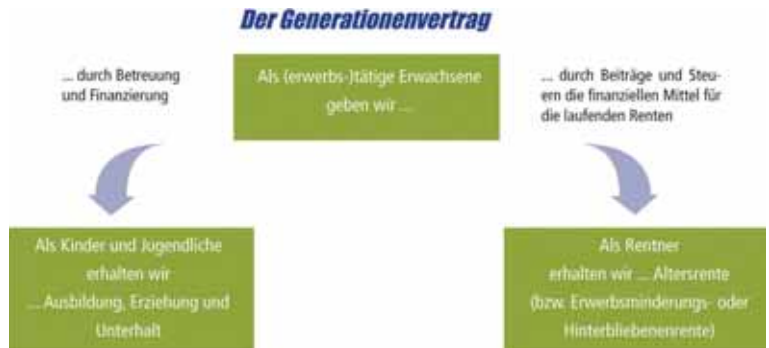 Der Generationenvertrag
... durch Betreuung
und Finanzierung
Als (erwerbs-)tätige Erwachsene
geben wir ...
... durch Beiträge und Steu-
ern die finanziellen Mittel für
die laufenden Renten
Als Kinder und Jugendliche
erhalten wir
... Ausbildung, Erziehung und
Unterhalt
Als Rentner
erhalten wir ... Altersrente
(bzw. Erwerbsminderungs- oder
Hinterbliebenenrente)